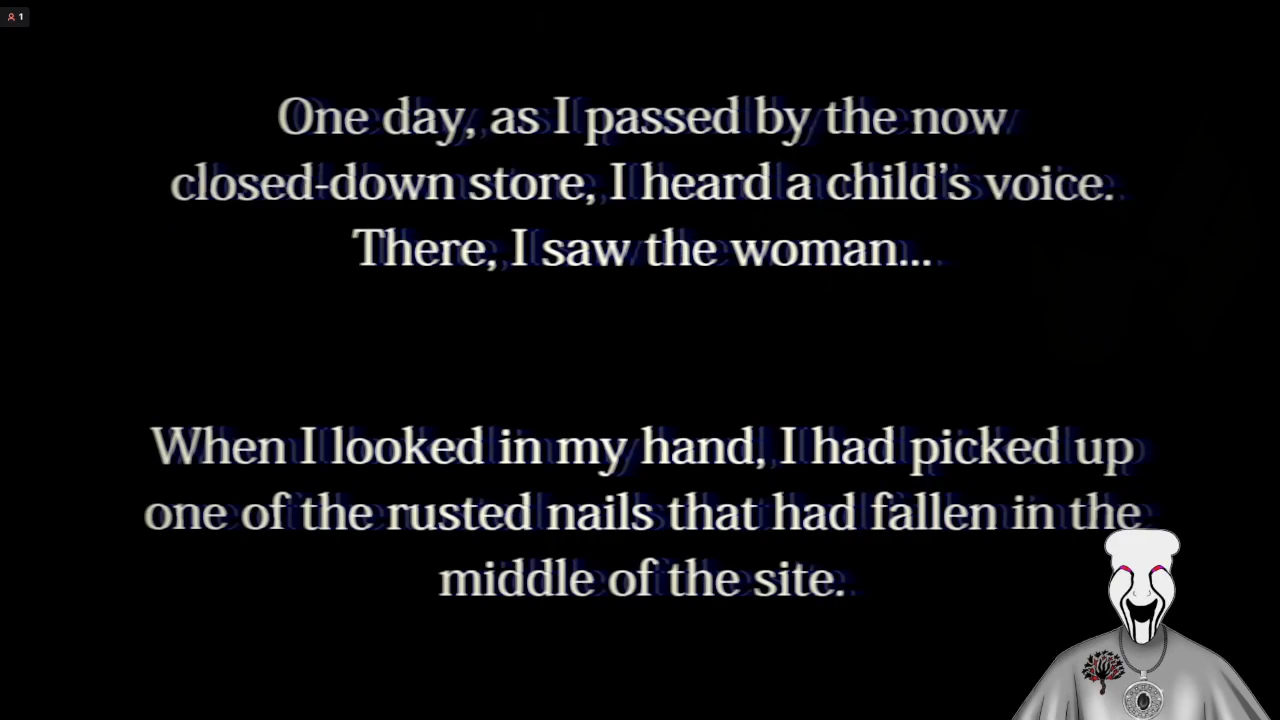 1
One day, as I passed by the now
closed-down store, I heard a child’s voice.
There, I saw the woman...
When I looked in my hand, I had picked up
one of the rusted nails that had fallen in the
middle of the site.